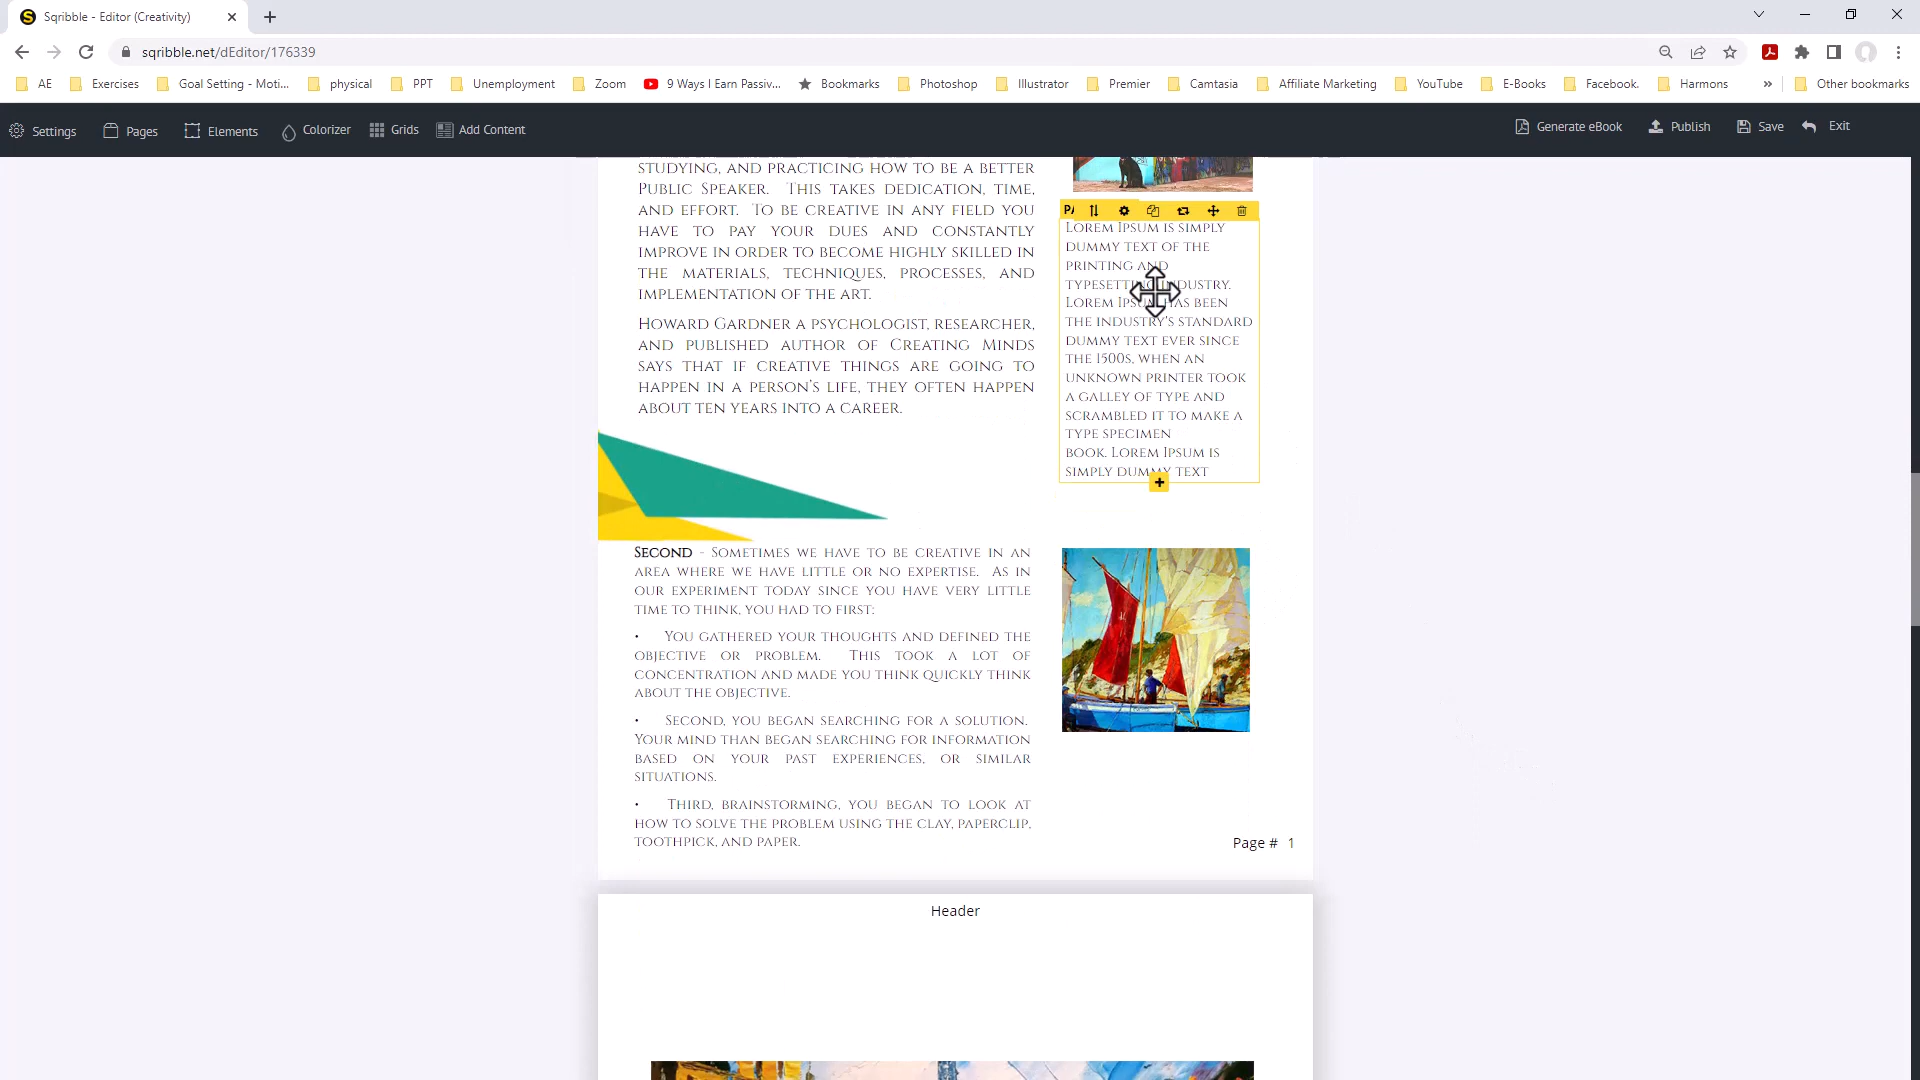 Sqribble - Editor (Creativity)
sqribble.net/dEditor/176339
AE Exercises Goal Setting - Moti... physical PPT Unemployment Zoom 9 Ways I Earn Passiv... Bookmarks Photoshop Illustrator Premier Camtasia Affiliate Marketing YouTube E-Books Facebook. Harmons » Other bookmarks
Settings Pages Elements Colorizer Grids Add Content Generate eBook Publish Save Exit
STUDYING, AND PRACTICING HOW TO BE A BETTER
PUBLIC SPEAKER. THIS TAKES DEDICATION, TIME,
AND EFFORT. TO BE CREATIVE IN ANY FIELD YOU
HAVE TO PAY YOUR DUES AND CONSTANTLY
IMPROVE IN ORDER TO BECOME HIGHLY SKILLED IN
THE MATERIALS, TECHNIQUES, PROCESSES, AND
IMPLEMENTATION OF THE ART.
HOWARD GARDNER A PSYCHOLOGIST, RESEARCHER,
AND PUBLISHED AUTHOR OF CREATING MINDS
SAYS THAT IF CREATIVE THINGS ARE GOING TO
HAPPEN IN A PERSON'S LIFE, THEY OFTEN HAPPEN
ABOUT TEN YEARS INTO A CAREER.
LOREM IPSUM IS SIMPLY
DUMMY TEXT OF THE
PRINTING AND
TYPESETTING INDUSTRY.
LOREM IPSUM HAS BEEN
THE INDUSTRY'S STANDARD
DUMMY TEXT EVER SINCE
THE 1500S, WHEN AN
UNKNOWN PRINTER TOOK
A GALLEY OF TYPE AND
SCRAMBLED IT TO MAKE A
TYPE SPECIMEN
BOOK. LOREM IPSUM IS
SIMPLY DUMMY TEXT
SECOND - SOMETIMES WE HAVE TO BE CREATIVE IN AN
AREA WHERE WE HAVE LITTLE OR NO EXPERTISE. AS IN
OUR EXPERIMENT TODAY SINCE YOU HAVE VERY LITTLE
TIME TO THINK, YOU HAD TO FIRST:
• YOU GATHERED YOUR THOUGHTS AND DEFINED THE
OBJECTIVE OR PROBLEM. THIS TOOK A LOT OF
CONCENTRATION AND MADE YOU THINK QUICKLY THINK
ABOUT THE OBJECTIVE.
• SECOND, YOU BEGAN SEARCHING FOR A SOLUTION.
YOUR MIND THAN BEGAN SEARCHING FOR INFORMATION
BASED ON YOUR PAST EXPERIENCES, OR SIMILAR
SITUATIONS.
• THIRD, BRAINSTORMING, YOU BEGAN TO LOOK AT
HOW TO SOLVE THE PROBLEM USING THE CLAY, PAPERCLIP,
TOOTHPICK, AND PAPER.
Page # 1
Header